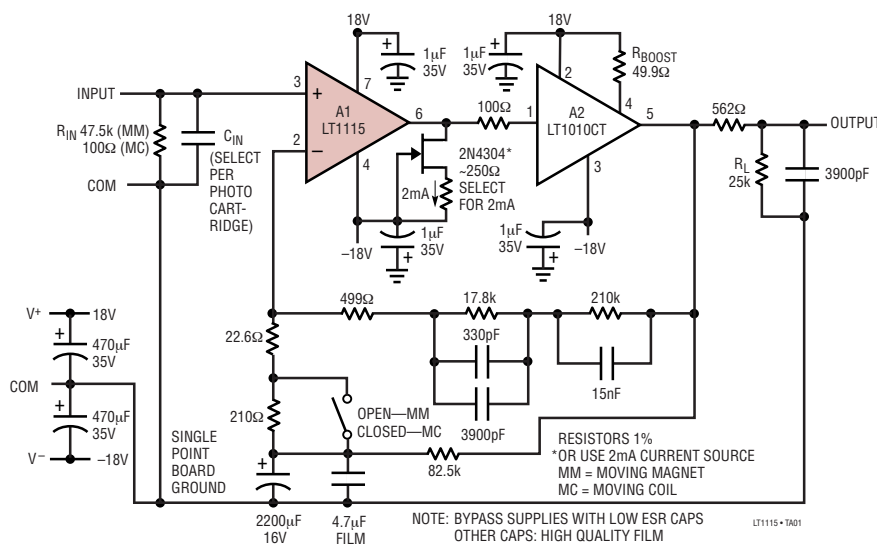 18V
1µF
35V
18V
1µF
35V
RBOOST
49.9Ω
INPUT
3
+
7
A1
LT1115
6
100Ω
1
2
A2
LT1010CT
4
5
562Ω
OUTPUT
RIN 47.5k (MM)
100Ω (MC)
CIN
(SELECT
PER
PHOTO
CART-
RIDGE)
2
–
4
2N4304*
~250Ω
SELECT
FOR 2mA
2mA
3
RL
25k
3900pF
COM
1µF
35V
–18V
1µF
35V
–18V
V+
18V
499Ω
17.8k
210k
+
470µF
35V
22.6Ω
330pF
COM
15nF
+
470µF
35V
210Ω
OPEN—MM
CLOSED—MC
3900pF
V–
–18V
SINGLE
POINT
BOARD
GROUND
82.5k
RESISTORS 1%
*OR USE 2mA CURRENT SOURCE
MM = MOVING MAGNET
MC = MOVING COIL
+
2200µF
16V
4.7µF
FILM
NOTE: BYPASS SUPPLIES WITH LOW ESR CAPS
OTHER CAPS: HIGH QUALITY FILM
LT1115 • TA01